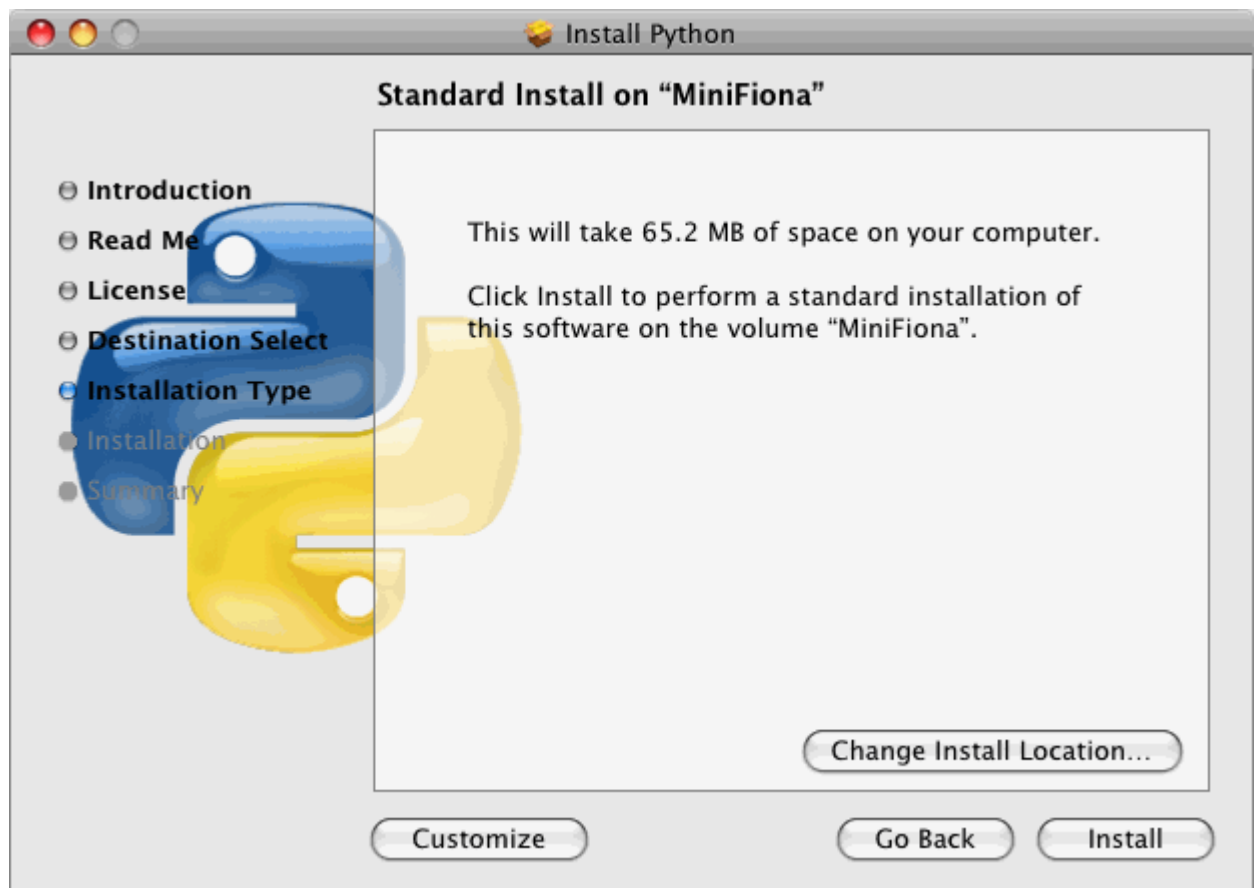 Install Python
Standard Install on “MiniFiona”
Introduction
Read Me
License
Destination Select
Installation Type
Installation
Summary
This will take 65.2 MB of space on your computer.
Click Install to perform a standard installation of
this software on the volume “MiniFiona”.
Change Install Location...
Customize
Go Back
Install